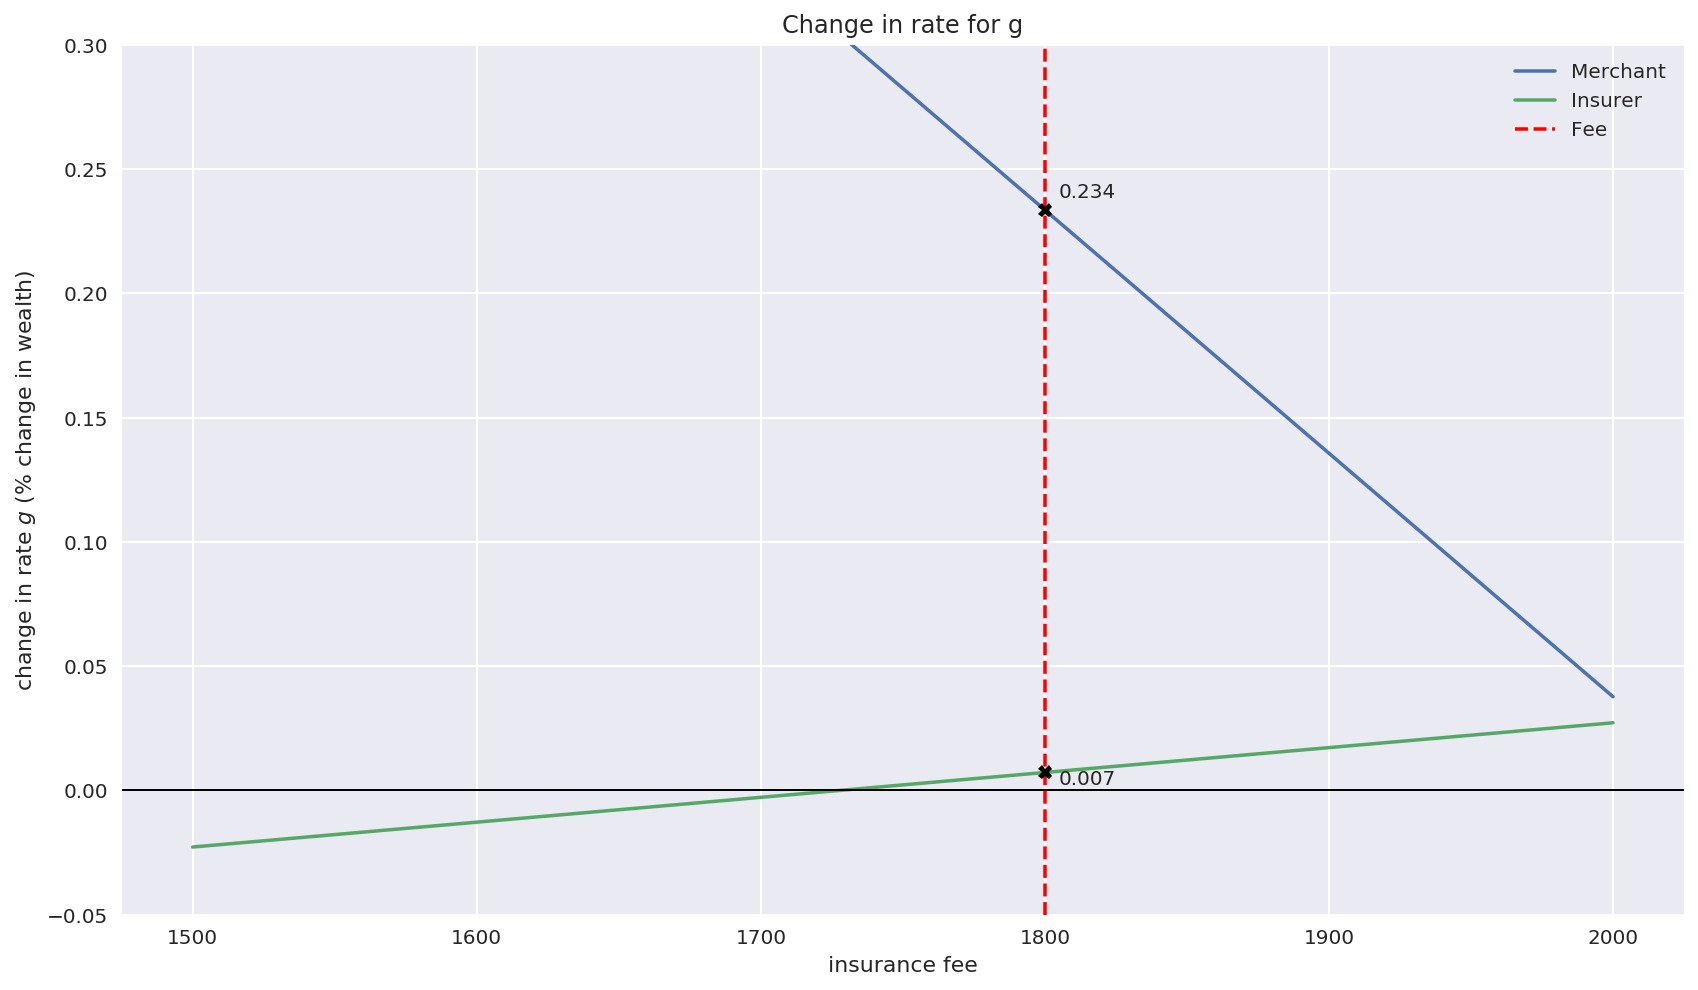 Change in rate for g
Merchant
Insurer
Fee
change in rate g (% change in wealth)
0.30
0.25
0.20
0.15
0.10
0.05
0.00
−0.05
0.234
0.007
1500 1600 1700 1800 1900 2000
insurance fee